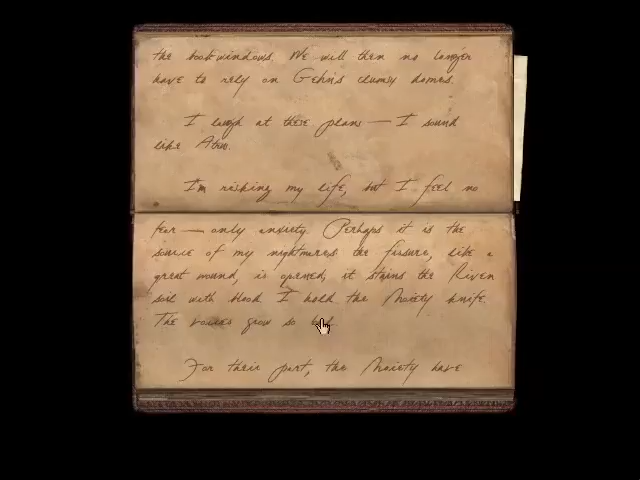 the book windows. We will then no longer
have to rely on Gehn's clumsy domes.
I laugh at these plans — I sound
like Atrus.
I'm risking my life, but I feel no
fear — only anxiety. Perhaps it is the
source of my nightmares: the fissure, like a
great wound, is opened; it stains the Riven
soil with blood. I hold the Moiety knife.
The voices grow so
For their part, the Moiety have